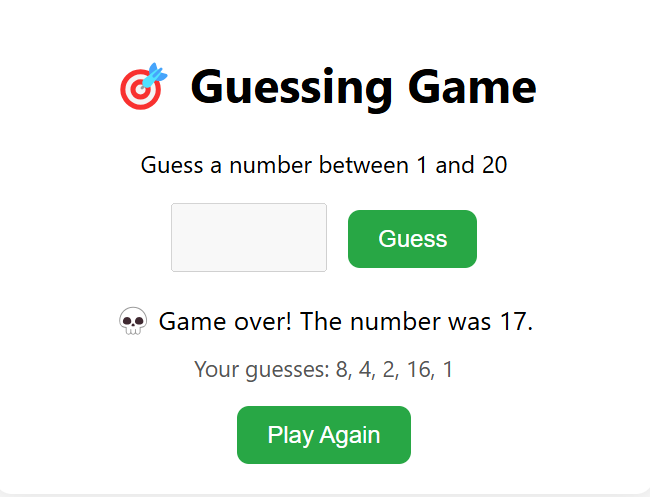 🎯 Guessing Game
Guess a number between 1 and 20
Guess
💀 Game over! The number was 17.
Your guesses: 8, 4, 2, 16, 1
Play Again